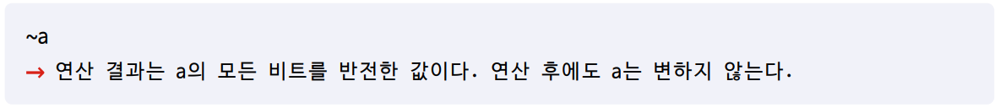 ~a
→ 연산 결과는 a의 모든 비트를 반전한 값이다. 연산 후에도 a는 변하지 않는다.